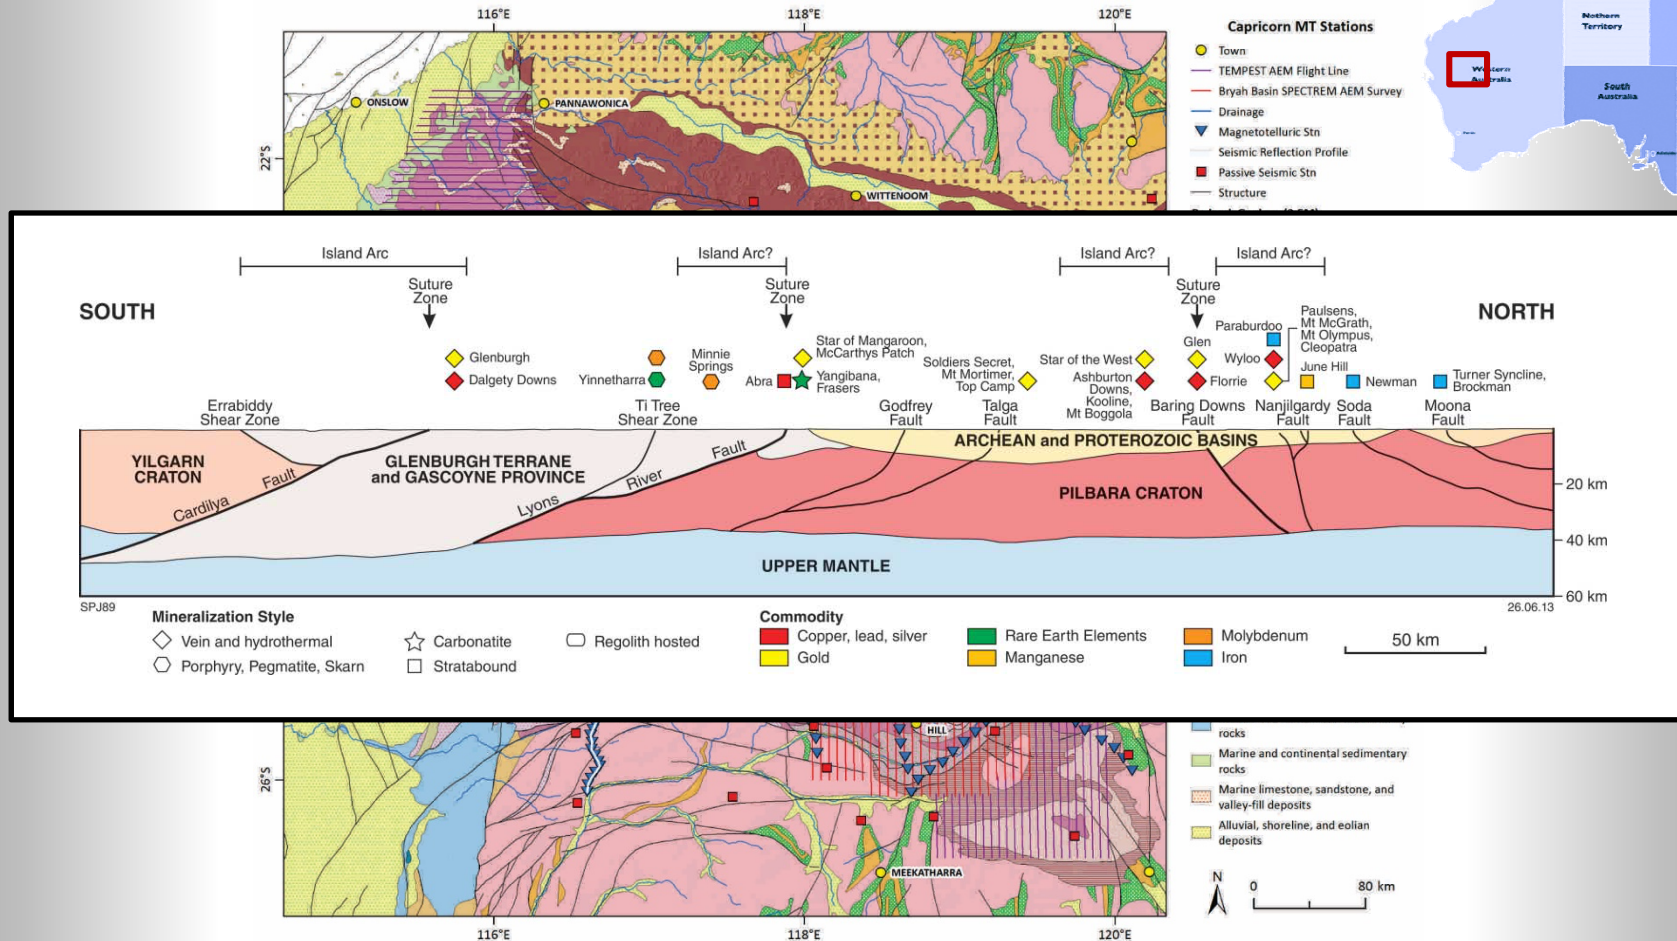 116°E
118°E
120°E
22°S
ONSLOW
PANNAWONICA
WITTENOOM
Capricorn MT Stations
Town
TEMPEST AEM Flight Line
Bryah Basin SPECTREM AEM Survey
Drainage
Magnetotelluric Stn
Seismic Reflection Profile
Passive Seismic Stn
Structure
Nothern
Territory
Western
Australia
South
Australia
Island Arc
Island Arc?
Island Arc?
Island Arc?
Suture
Zone
Suture
Zone
Suture
Zone
SOUTH
NORTH
Glenburgh
Dalgety Downs
Yinnetharra
Minnie
Springs
Abra
Star of Mangaroon,
McCarthys Patch
Yangibana,
Frasers
Soldiers Secret,
Mt Mortimer,
Top Camp
Star of the West
Ashburton
Downs,
Kooline,
Mt Boggola
Glen
Florrie
Paraburdoo
Wyloo
Paulsens,
Mt McGrath,
Mt Olympus,
Cleopatra
June Hill
Newman
Turner Syncline,
Brockman
Errabiddy
Shear Zone
Ti Tree
Shear Zone
Godfrey
Fault
Talga
Fault
Baring Downs
Fault
Nanjilgardy
Fault
Soda
Fault
Moona
Fault
YILGARN
CRATON
Cardilya Fault
GLENBURGH TERRANE
and GASCOYNE PROVINCE
Lyons River Fault
ARCHEAN and PROTEROZOIC BASINS
PILBARA CRATON
UPPER MANTLE
20 km
40 km
60 km
SPJ89
26.06.13
Mineralization Style
Vein and hydrothermal
Porphyry, Pegmatite, Skarn
Carbonatite
Stratabound
Regolith hosted
Commodity
Copper, lead, silver
Gold
Rare Earth Elements
Manganese
Molybdenum
Iron
50 km
HILL
26°S
MEEKATHARRA
rocks
Marine and continental sedimentary
rocks
Marine limestone, sandstone, and
valley-fill deposits
Alluvial, shoreline, and eolian
deposits
N
0
80 km
116°E
118°E
120°E